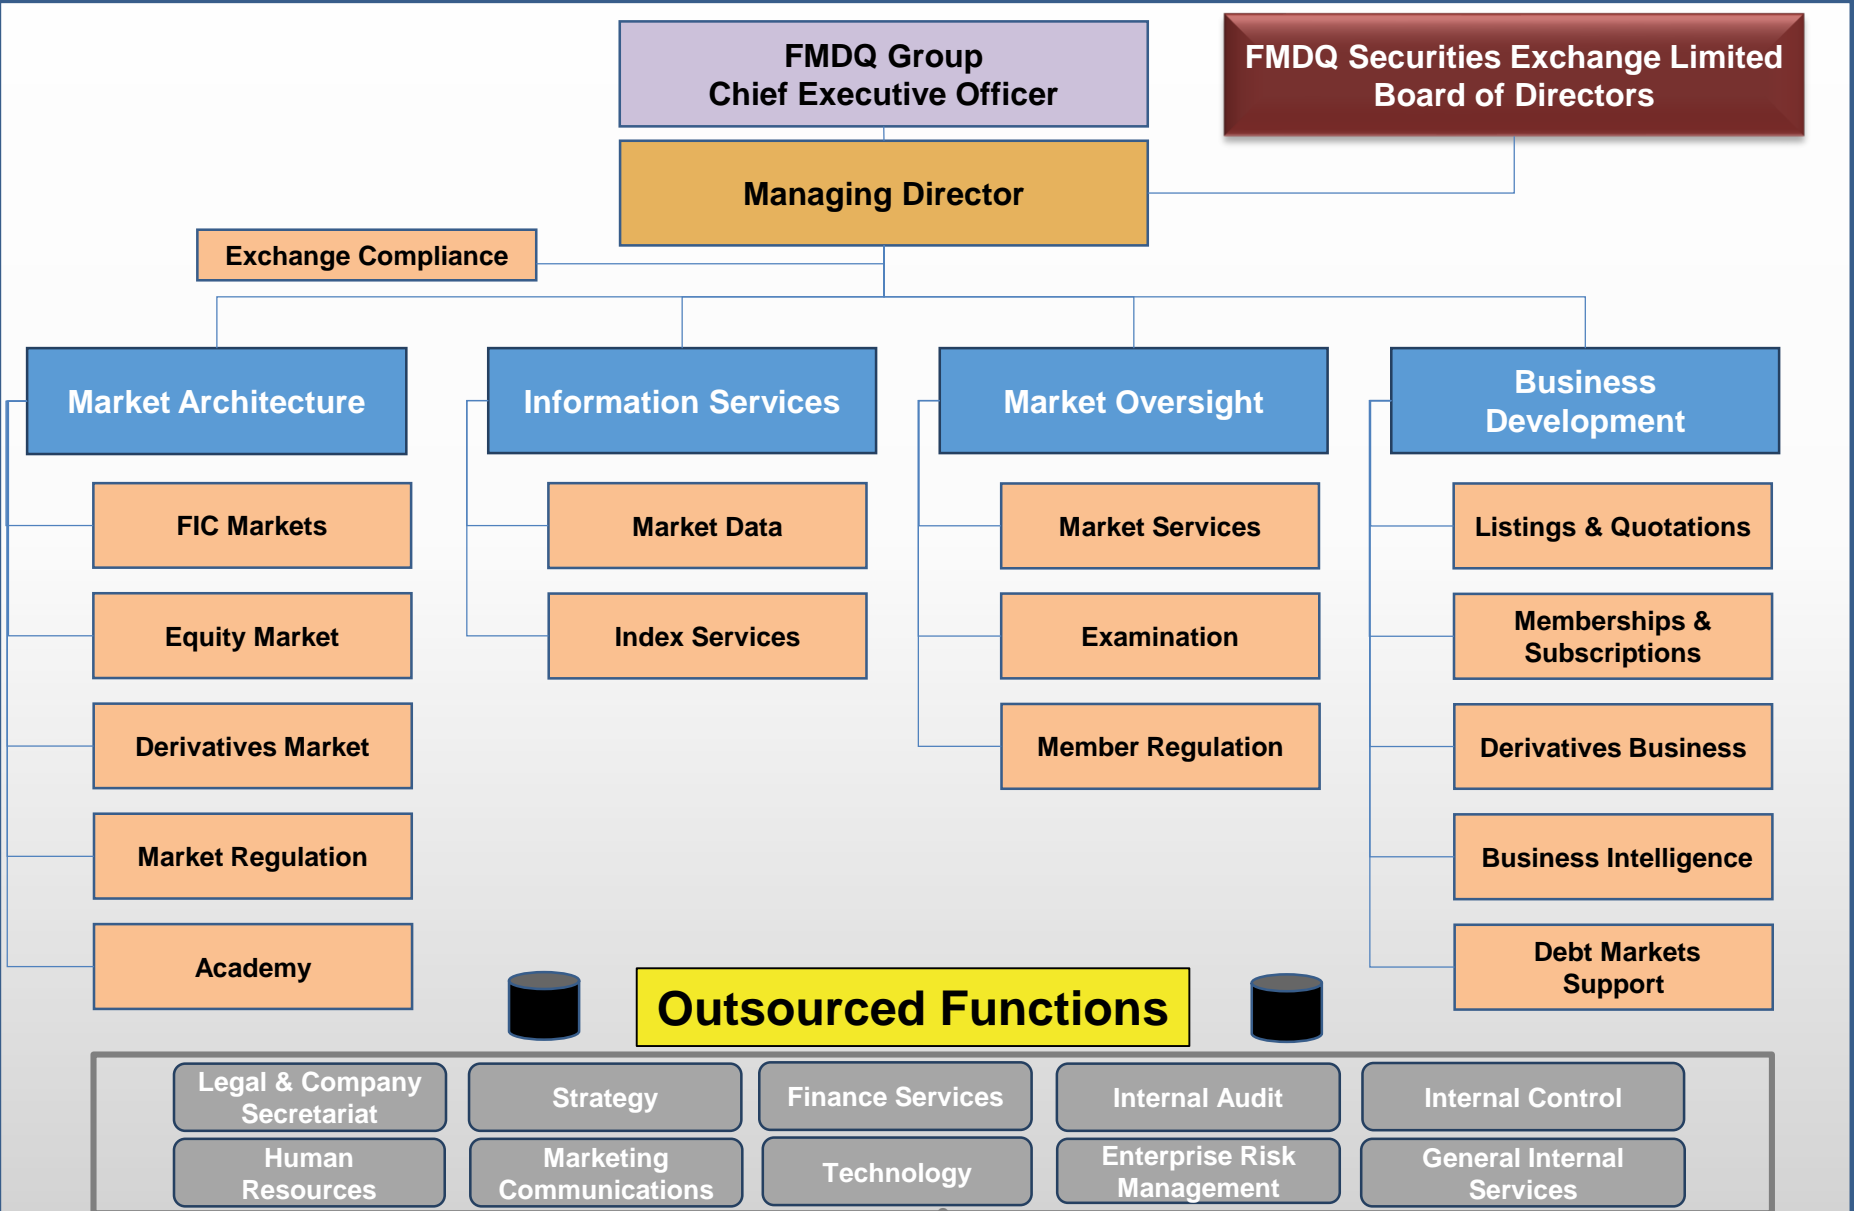 FMDQ Group
Chief Executive Officer
FMDQ Securities Exchange Limited
Board of Directors
Managing Director
Exchange Compliance
Market Architecture
Information Services
Market Oversight
Business
Development
FIC Markets
Market Data
Market Services
Listings & Quotations
Equity Market
Index Services
Examination
Memberships &
Subscriptions
Derivatives Market
Member Regulation
Derivatives Business
Market Regulation
Business Intelligence
Academy
Debt Markets
Support
Outsourced Functions
Legal & Company
Secretariat
Strategy
Finance Services
Internal Audit
Internal Control
Human
Resources
Marketing
Communications
Technology
Enterprise Risk
Management
General Internal
Services